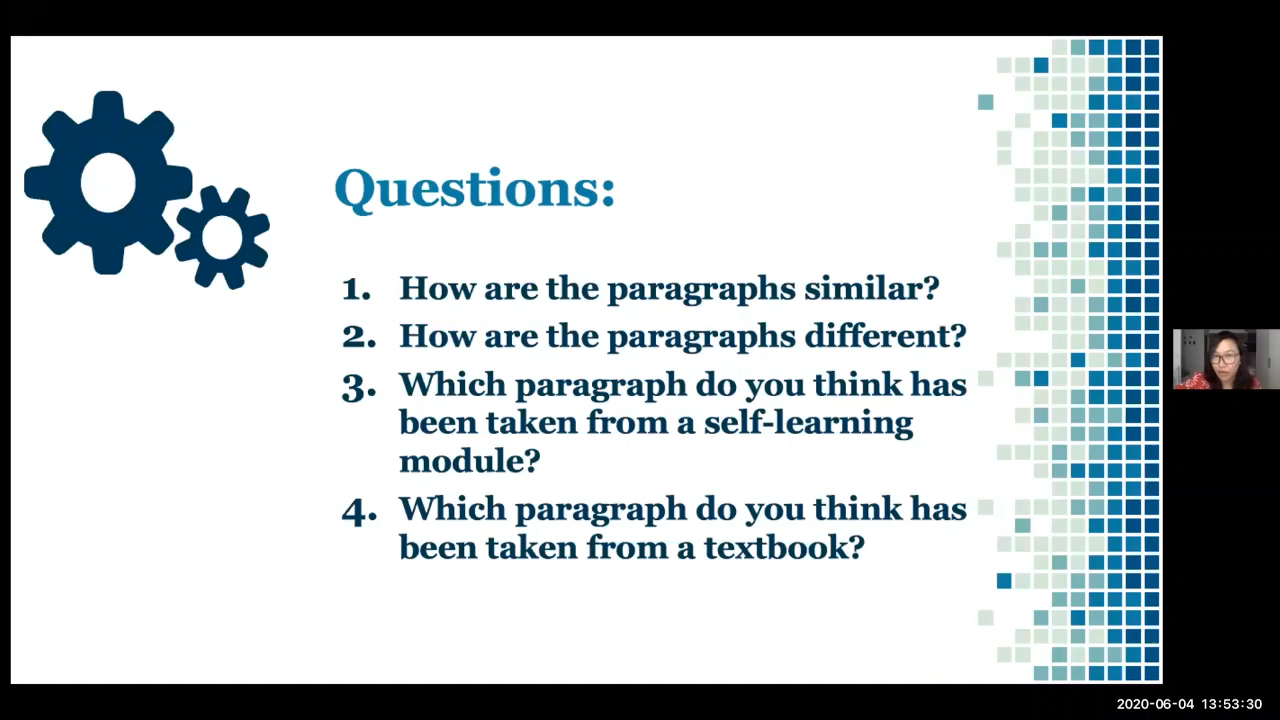 Questions:
1. How are the paragraphs similar?
2. How are the paragraphs different?
3. Which paragraph do you think has
been taken from a self-learning
module?
4. Which paragraph do you think has
been taken from a textbook?
2020-06-04 13:53:30